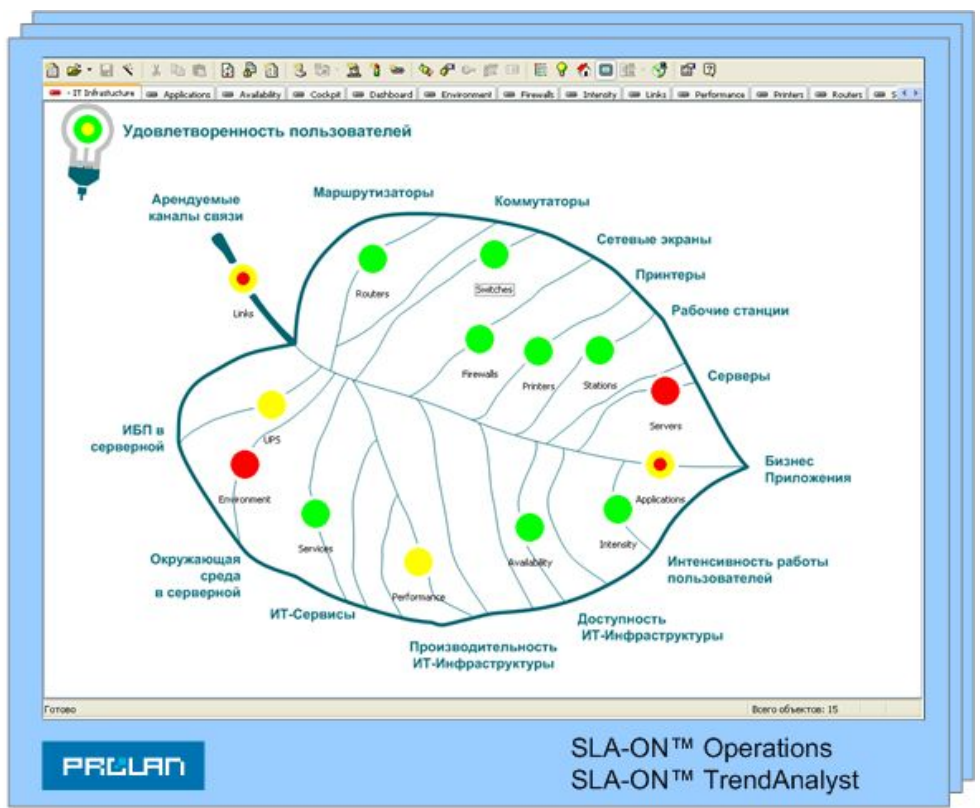 - IT Infrastucture Applications Availability Cockpit Dashboard Environment Firewalls Intensity Links Performance Printers Routers S
Удовлетворенность пользователей
Маршрутизаторы
Коммутаторы
Арендуемые
каналы связи
Сетевые экраны
Принтеры
Рабочие станции
Links
Routers
Switches
Firewalls
Printers
Stations
Серверы
Servers
ИБП в
серверной
UPS
Бизнес
Приложения
Environment
Applications
Services
Availability
Intensity
Окружающая
среда
в серверной
Performance
Интенсивность работы
пользователей
ИТ-Сервисы
Доступность
ИТ-Инфраструктуры
Производительность
ИТ-Инфраструктуры
Готово
Всего объектов: 15
PROLAN
SLA-ON™ Operations
SLA-ON™ TrendAnalyst